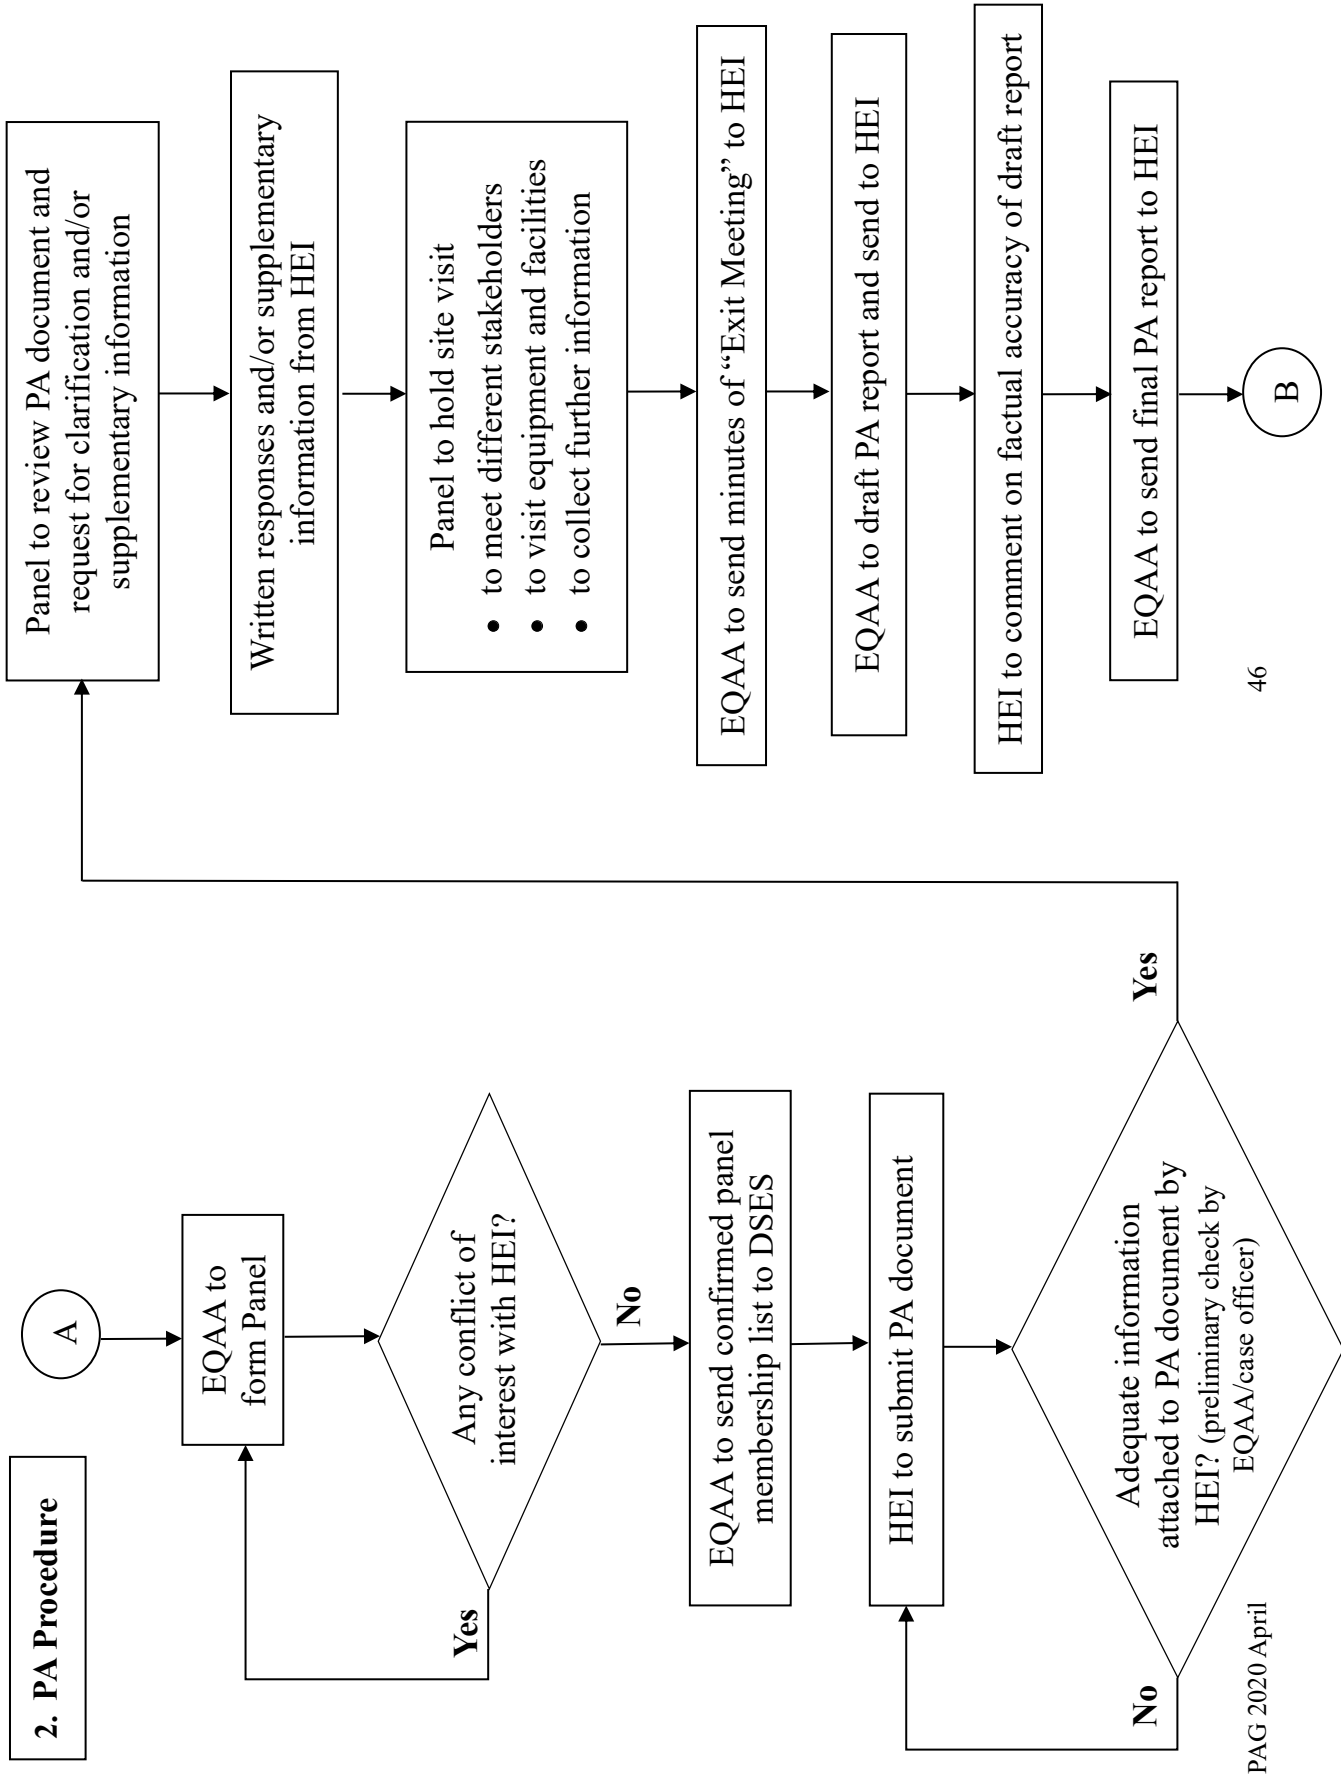 2. PA Procedure
A
EQAA to
form Panel
Any conflict of
interest with HEI?
Yes
No
EQAA to send confirmed panel
membership list to DSES
HEI to submit PA document
Adequate information
attached to PA document by
HEI? (preliminary check by
EQAA/case officer)
No
Yes
Panel to review PA document and
request for clarification and/or
supplementary information
Written responses and/or supplementary
information from HEI
Panel to hold site visit
• to meet different stakeholders
• to visit equipment and facilities
• to collect further information
EQAA to send minutes of “Exit Meeting” to HEI
EQAA to draft PA report and send to HEI
HEI to comment on factual accuracy of draft report
EQAA to send final PA report to HEI
B
PAG 2020 April
46